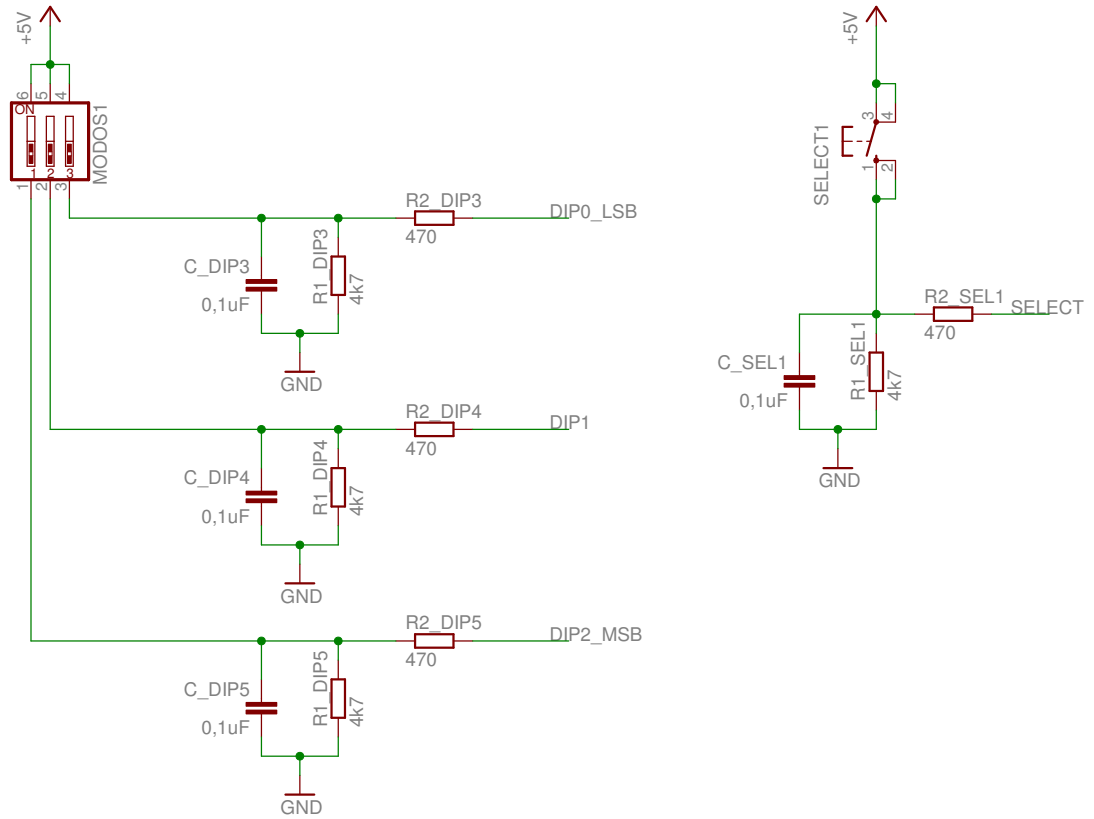 +5V
6 5 4
ON
1 2 3
MODOS1
1 2 3
R2_DIP3
DIP0_LSB
470
C_DIP3
0,1uF
R1_DIP3
4k7
GND
R2_DIP4
DIP1
470
C_DIP4
0,1uF
R1_DIP4
4k7
GND
R2_DIP5
DIP2_MSB
470
C_DIP5
0,1uF
R1_DIP5
4k7
GND
+5V
3 4
SELECT1
1 2
R2_SEL1
SELECT
470
C_SEL1
0,1uF
R1_SEL1
4k7
GND